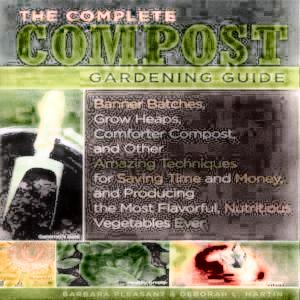 THE COMPLETE
COMPOST
GARDENING GUIDE
Banner Batches,
Grow Heaps,
Comforter Compost,
and Other
Amazing Techniques
for Saving Time and Money,
and Producing
the Most Flavorful, Nutritious
Vegetables Ever
BARBARA PLEASANT & DEBORAH L. MARTIN